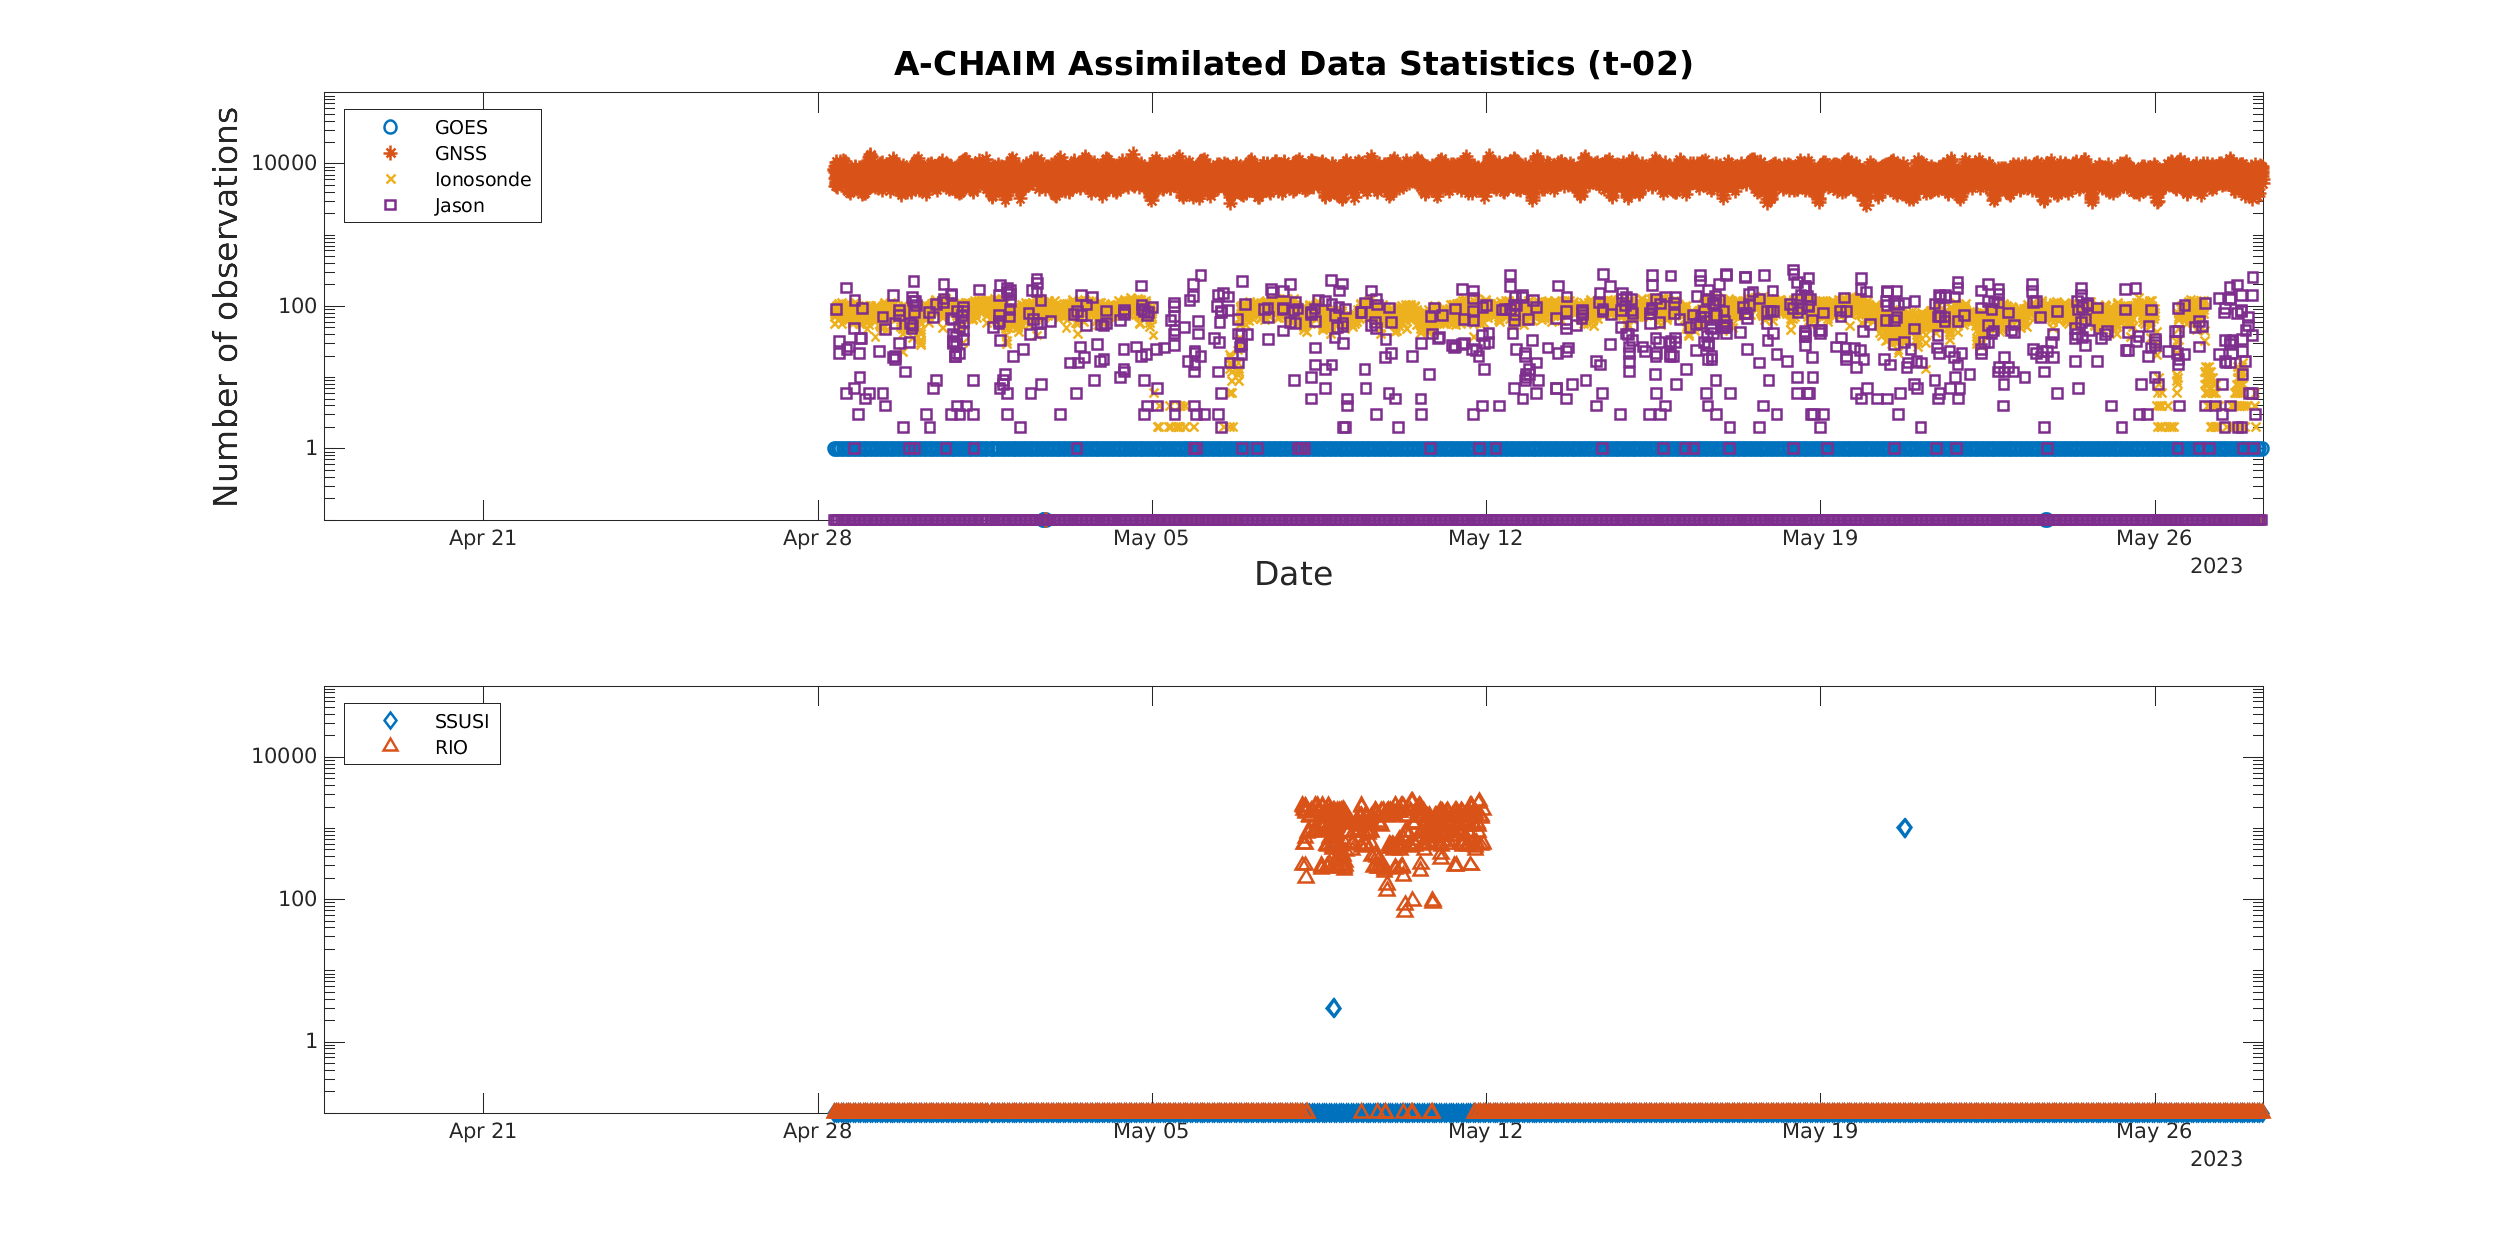 A-CHAIM Assimilated Data Statistics (t-02)
Number of observations
10000
100
1
GOES
GNSS
Ionosonde
Jason
Apr 21
Apr 28
May 05
May 12
May 19
May 26
2023
Date
10000
100
1
SSUSI
RIO
Apr 21
Apr 28
May 05
May 12
May 19
May 26
2023